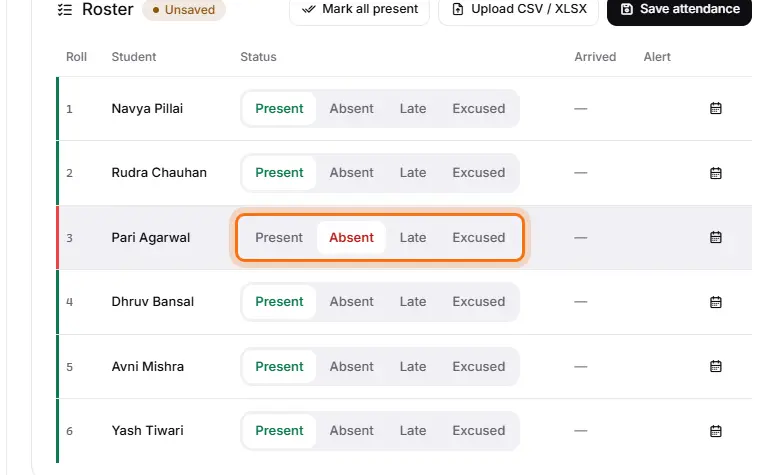 Roster Unsaved Mark all present Upload CSV / XLSX Save attendance
Roll Student Status Arrived Alert
1 Navya Pillai Present Absent Late Excused —
2 Rudra Chauhan Present Absent Late Excused —
3 Pari Agarwal Present Absent Late Excused —
4 Dhruv Bansal Present Absent Late Excused —
5 Avni Mishra Present Absent Late Excused —
6 Yash Tiwari Present Absent Late Excused —